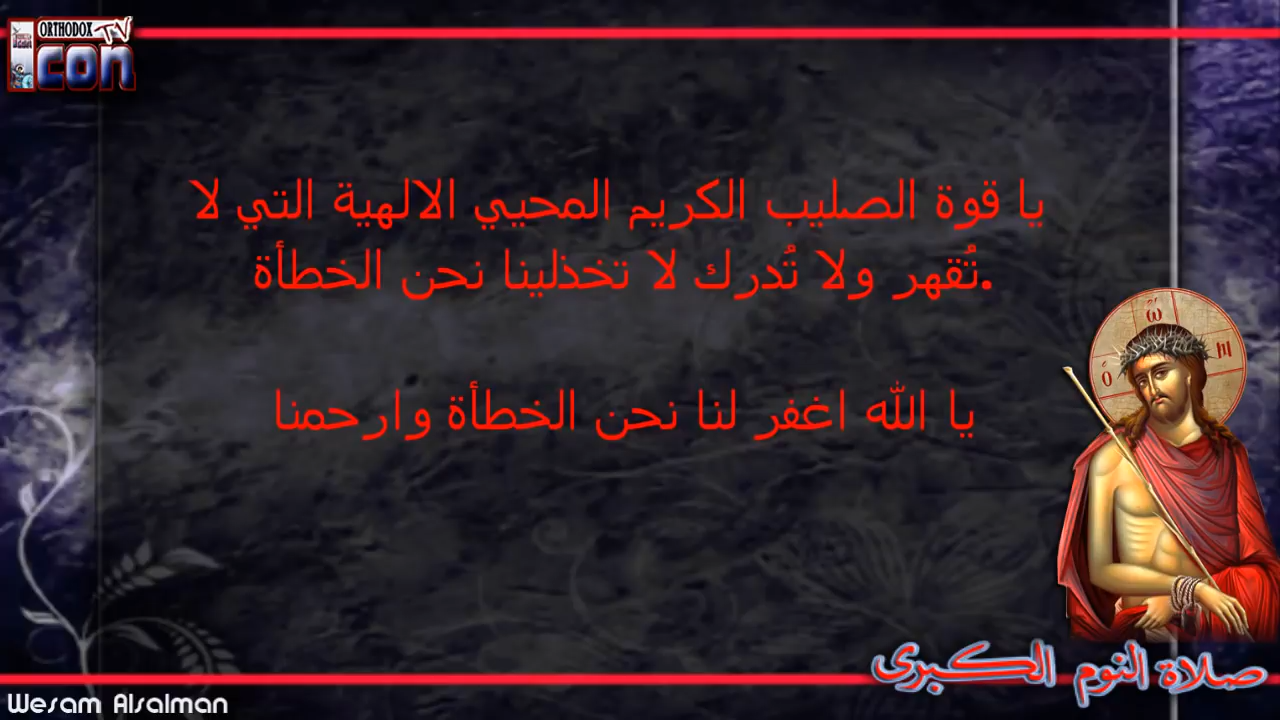 ORTHODOX TV
Icon
يا قوة الصليب الكريم المحيي الالهية التي لا
تُقهر ولا تُدرك لا تخذلينا نحن الخطأة.
يا الله اغفر لنا نحن الخطأة وارحمنا
ὁ ὤ Ν
صلاة النوم الكبرى
Wesam Alsalman